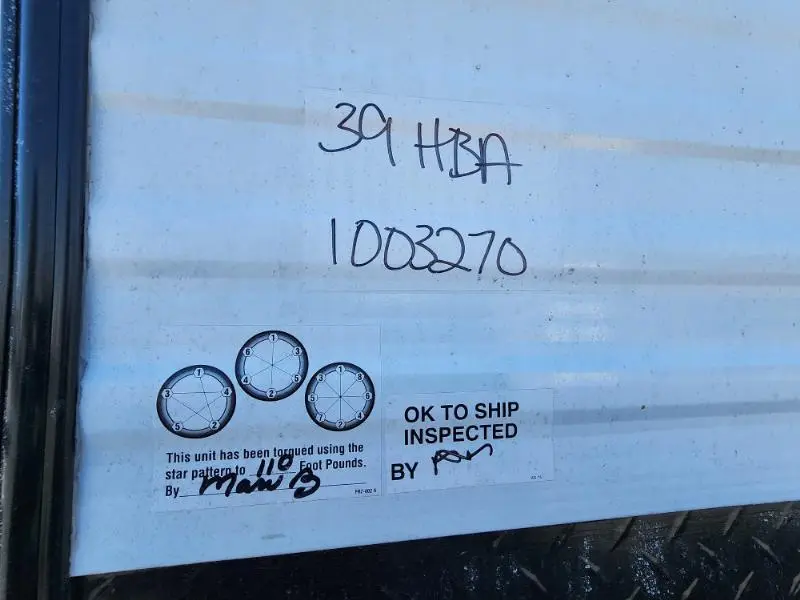 39 HBA
1003270
This unit has been torqued using the
star pattern to 110 Foot Pounds.
By
OK TO SHIP
INSPECTED
BY